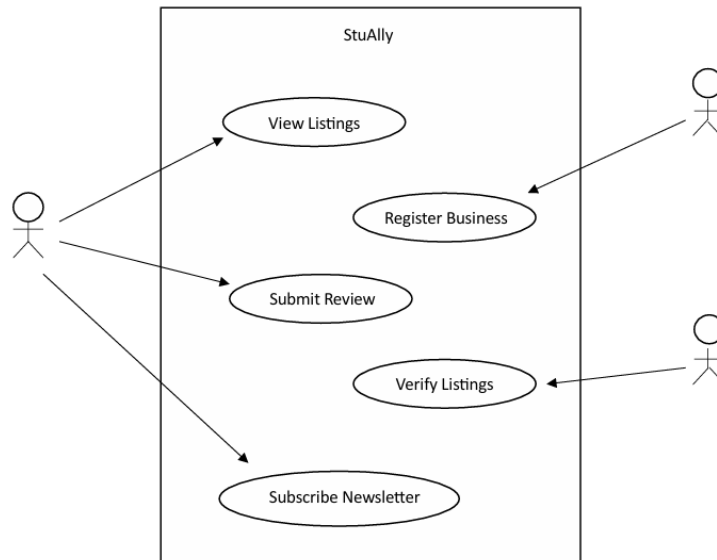 StuAlly
View Listings
Register Business
Submit Review
Verify Listings
Subscribe Newsletter